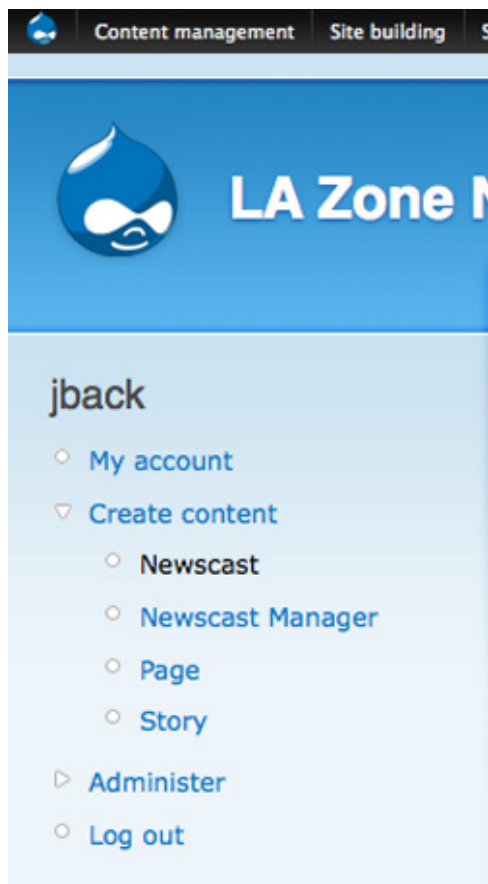 Content management Site building S
LA Zone N
jback
My account
Create content
Newscast
Newscast Manager
Page
Story
Administer
Log out